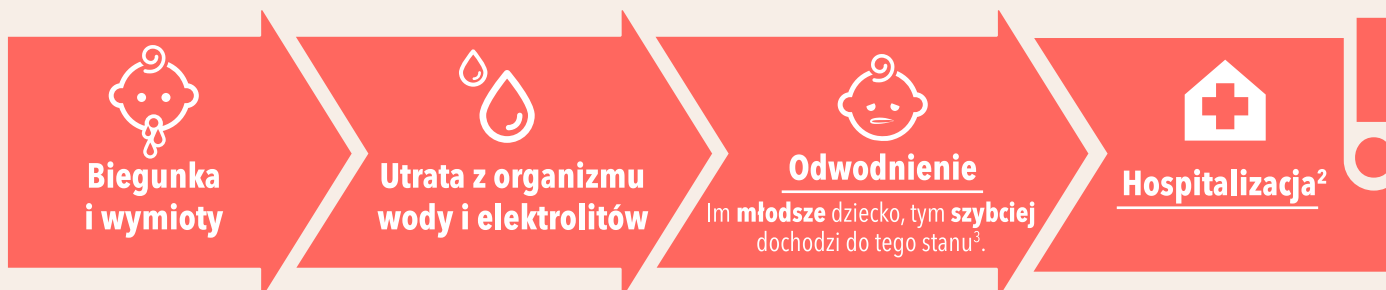 Biegunka
i wymioty
Utrata z organizmu
wody i elektrolitów
Odwodnienie
Im młodsze dziecko, tym szybciej
dochodzi do tego stanu³.
Hospitalizacja²